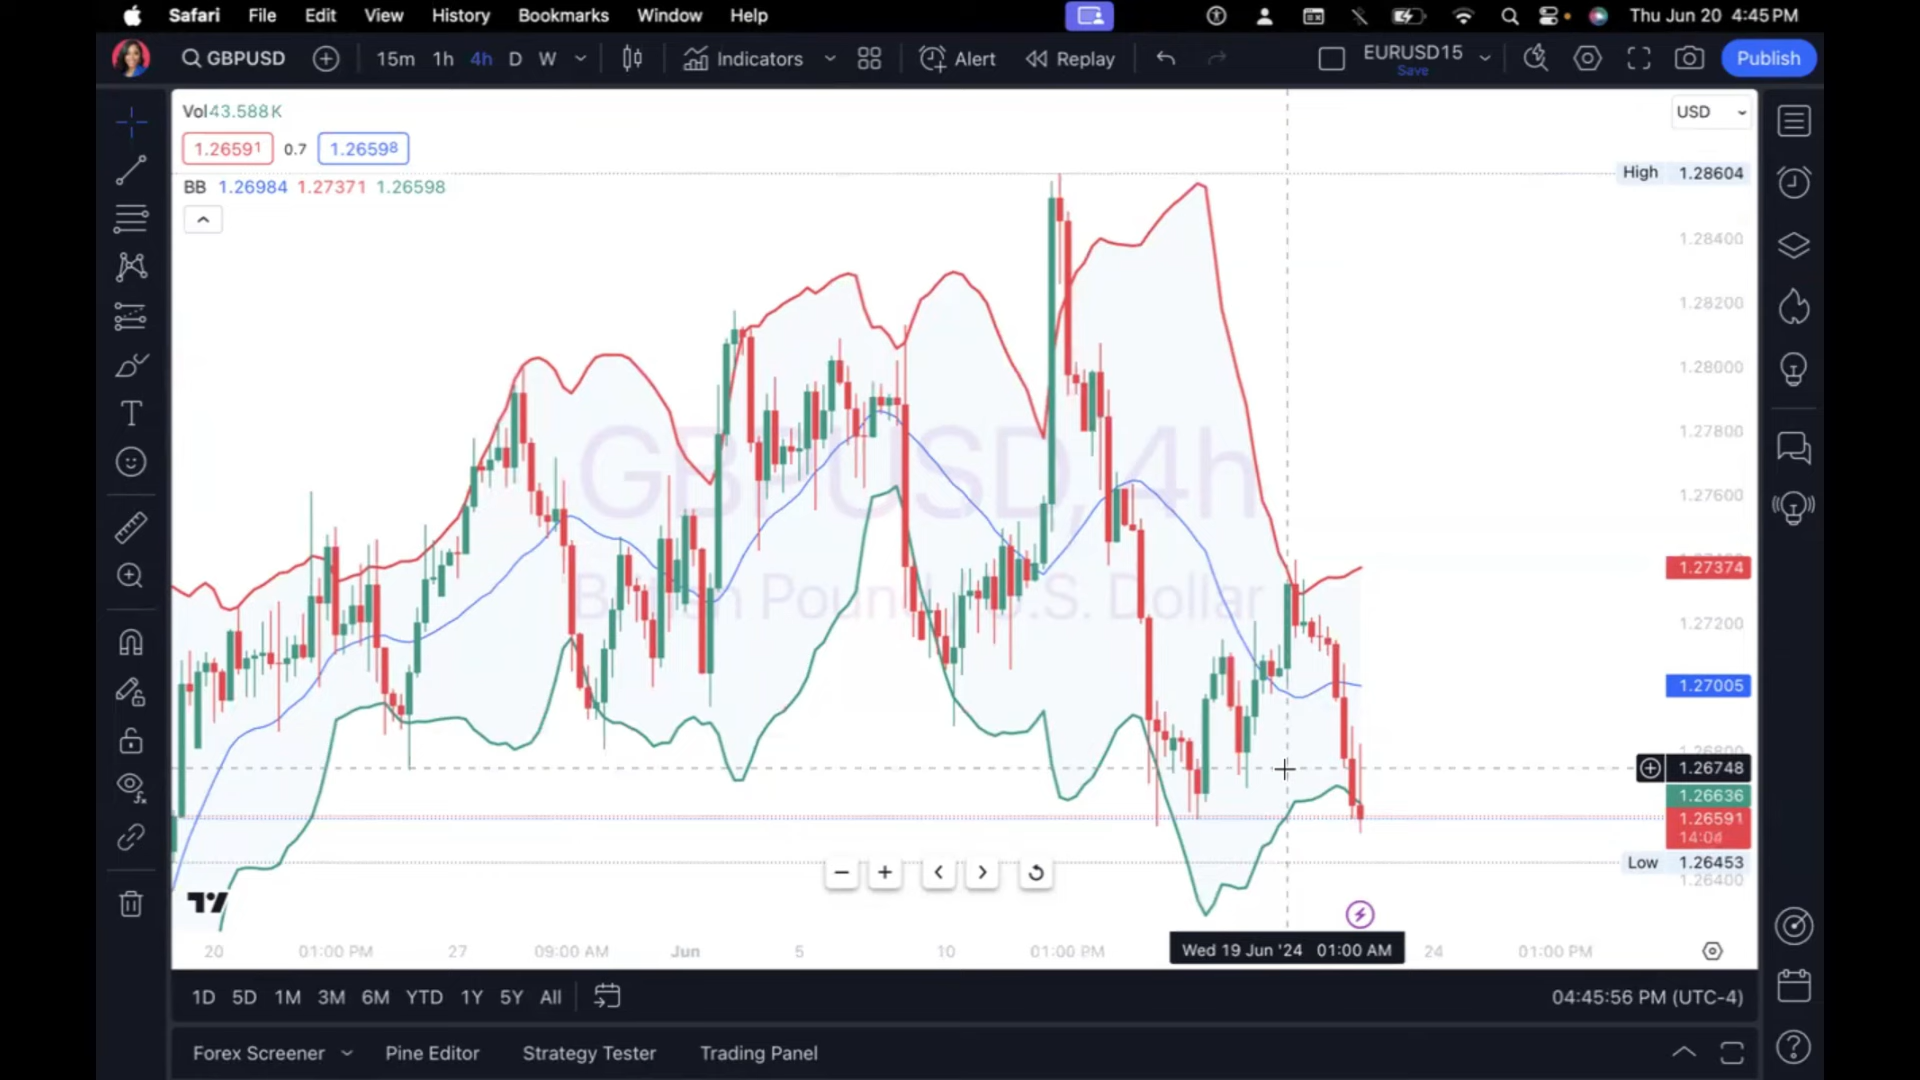 Safari File Edit View History Bookmarks Window Help Thu Jun 20 4:45 PM
GBPUSD 15m 1h 4h D W Indicators Alert Replay EURUSD15 Save Publish
Vol43.588K USD
1.26591 0.7 1.26598
High 1.28604
BB 1.26984 1.27371 1.26598
1.28400
1.28200
1.28000
1.27800
GBPUSD, 4h
1.27600
1.27374
British Pound / U.S. Dollar
1.27200
1.27005
1.26800
1.26748
1.26636
1.26591
14:04
Low 1.26453
1.26400
20 01:00 PM 27 09:00 AM Jun 5 10 01:00 PM Wed 19 Jun '24 01:00 AM 24 01:00 PM
1D 5D 1M 3M 6M YTD 1Y 5Y All 04:45:56 PM (UTC-4)
Forex Screener Pine Editor Strategy Tester Trading Panel